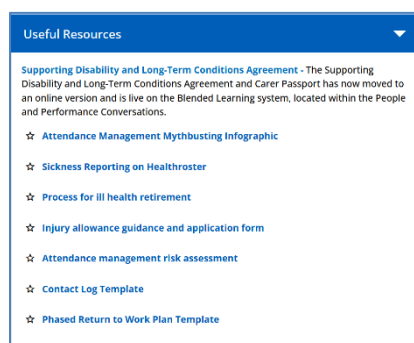 Useful Resources
Supporting Disability and Long-Term Conditions Agreement - The Supporting
Disability and Long-Term Conditions Agreement and Carer Passport has now moved to
an online version and is live on the Blended Learning system, located within the People
and Performance Conversations.
☆ Attendance Management Mythbusting Infographic
☆ Sickness Reporting on Healthroster
☆ Process for ill health retirement
☆ Injury allowance guidance and application form
☆ Attendance management risk assessment
☆ Contact Log Template
☆ Phased Return to Work Plan Template